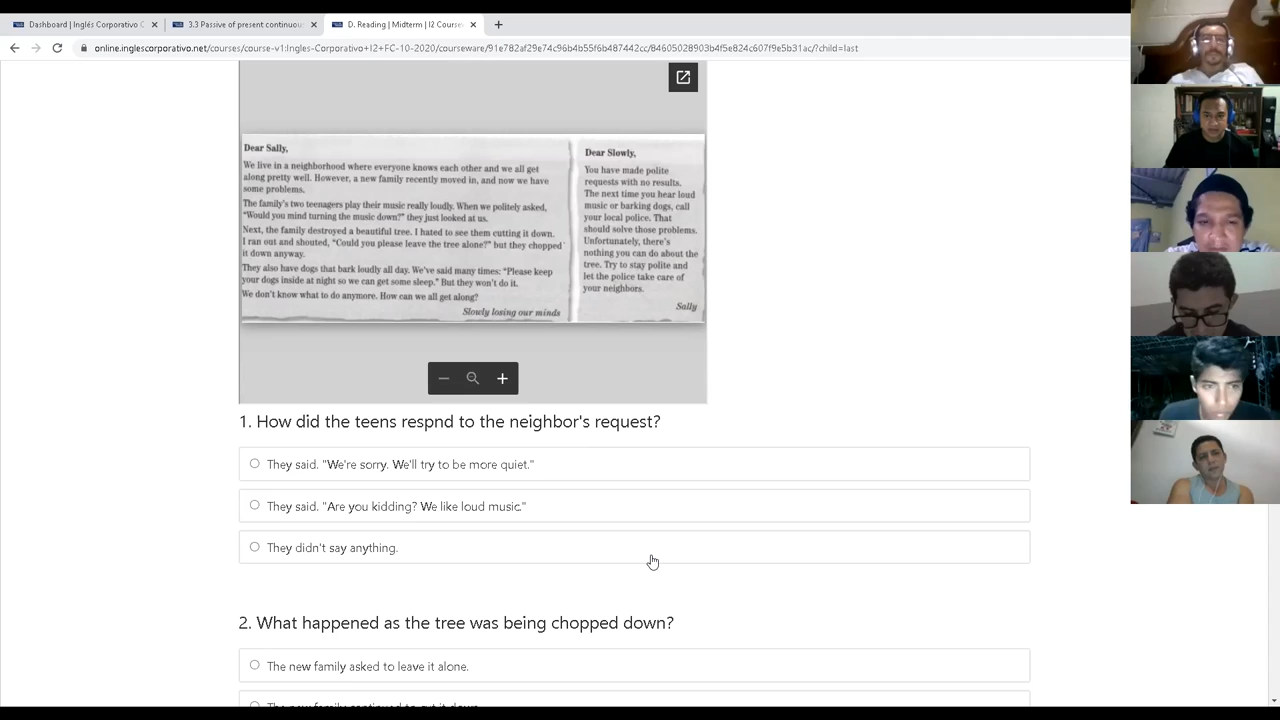 Dashboard | Inglés Corporativo
3.3 Passive of present continuou
D. Reading | Midterm | I2 Course
online.inglescorporativo.net/courses/course-v1:Ingles-Corporativo+I2+FC-10-2020/courseware/
Dear Sally,
We live in a neighborhood where everyone knows each other and we all get
along pretty well. However, a new family recently moved in, and now we have
some problems.
The family's two teenagers play their music really loudly. When we politely asked,
"Would you mind turning the music down?" they just looked at us.
Next, the family destroyed a beautiful tree. I hated to see them cutting it down.
I ran out and shouted, "Could you please leave the tree alone?" but they chopped
it down anyway.
They also have dogs that bark loudly all day. We've said many times: "Please keep
your dogs inside at night so we can get some sleep." But they won't do it.
We don't know what to do anymore. How can we all get along?
Slowly losing our minds
Dear Slowly,
You have made polite
requests with no results.
The next time you hear loud
music or barking dogs, call
your local police. That
should solve those problems.
Unfortunately, there's
nothing you can do about the
tree. Try to stay polite and
let the police take care of
your neighbors.
Sally
1. How did the teens respnd to the neighbor's request?
They said. "We're sorry. We'll try to be more quiet."
They said. "Are you kidding? We like loud music."
They didn't say anything.
2. What happened as the tree was being chopped down?
The new family asked to leave it alone.
The new family continued to cut it down.